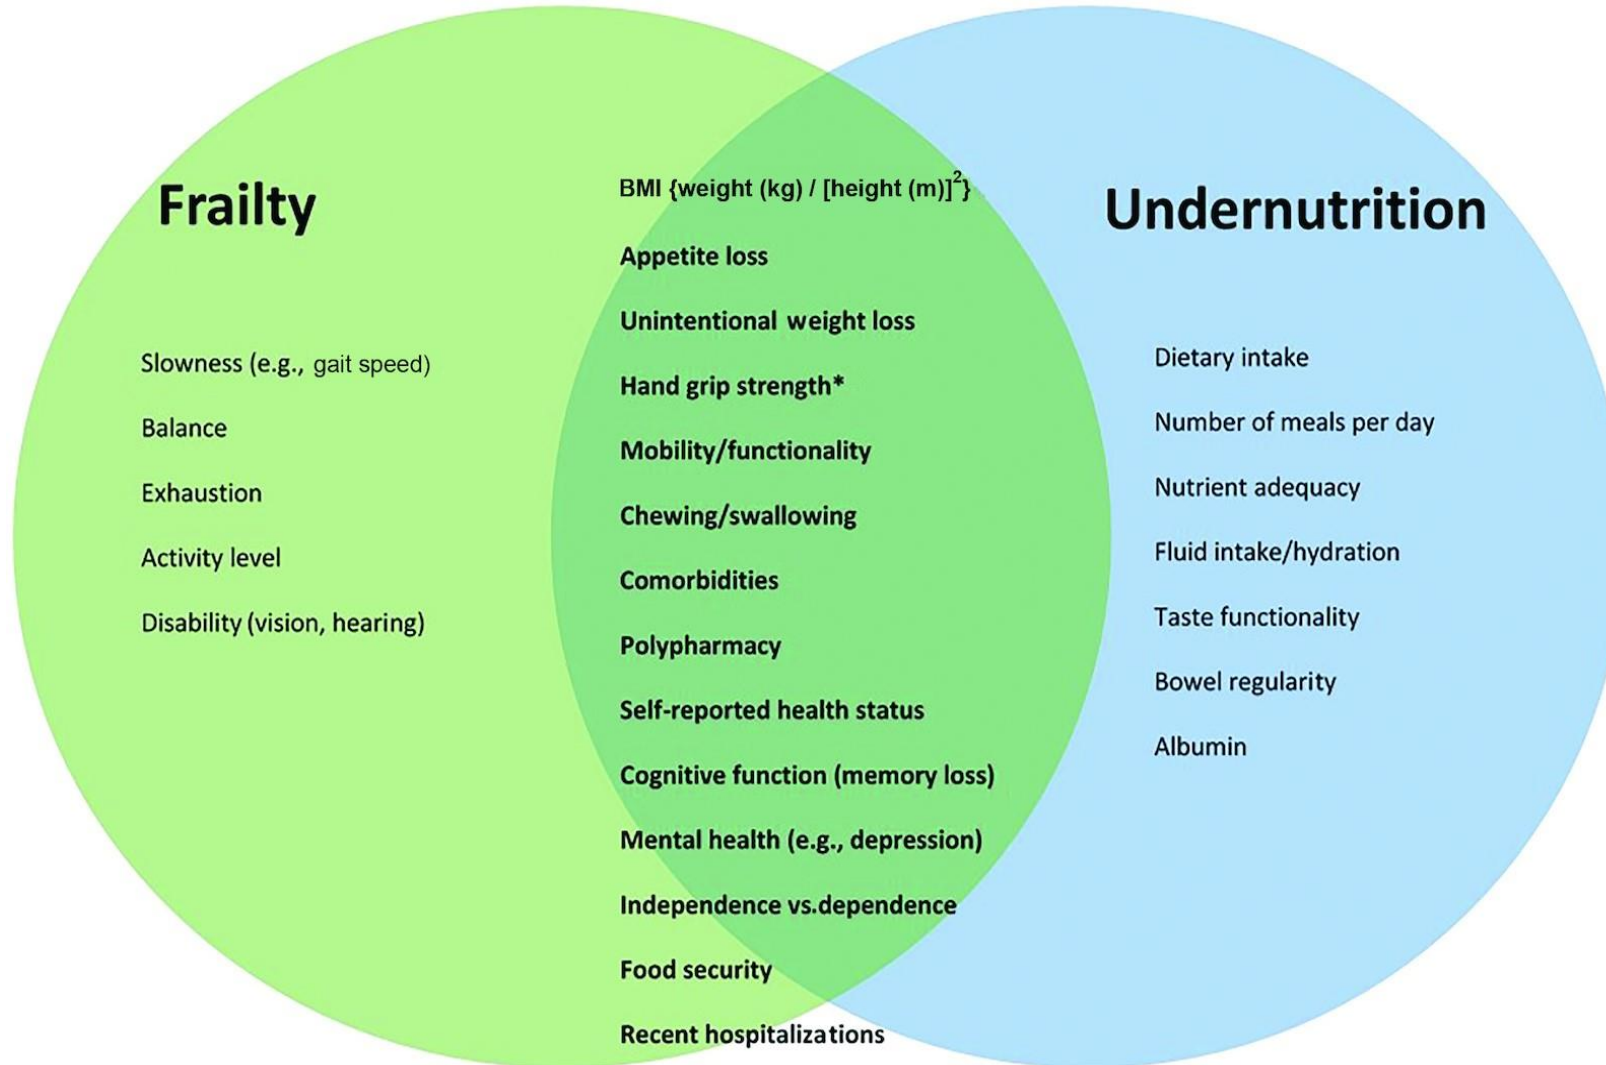 Frailty
Slowness (e.g., gait speed)
Balance
Exhaustion
Activity level
Disability (vision, hearing)
BMI {weight (kg) / [height (m)]²}
Appetite loss
Unintentional weight loss
Hand grip strength*
Mobility/functionality
Chewing/swallowing
Comorbidities
Polypharmacy
Self-reported health status
Cognitive function (memory loss)
Mental health (e.g., depression)
Independence vs.dependence
Food security
Recent hospitalizations
Undernutrition
Dietary intake
Number of meals per day
Nutrient adequacy
Fluid intake/hydration
Taste functionality
Bowel regularity
Albumin